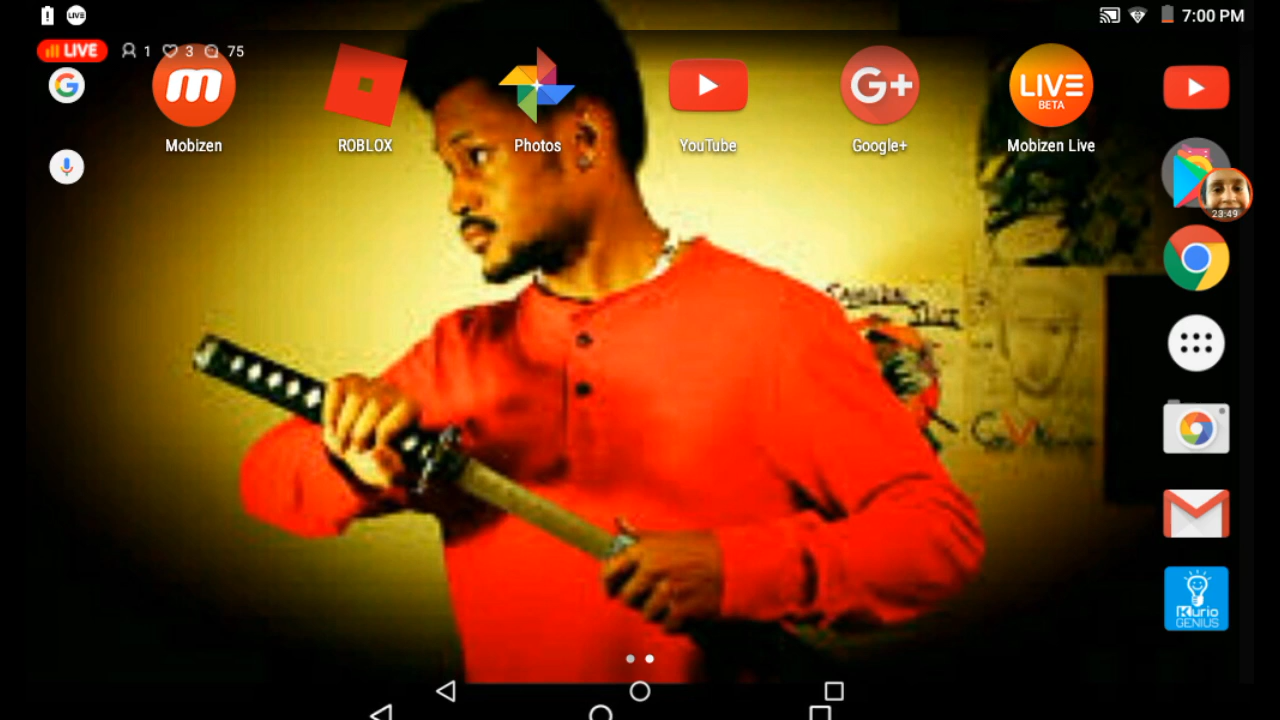 LIVE
7:00 PM
LIVE 1 3 75
G
m
G+
LIVE
BETA
Mobizen
ROBLOX
Photos
YouTube
Google+
Mobizen Live
23:49
Kurio
GENIUS